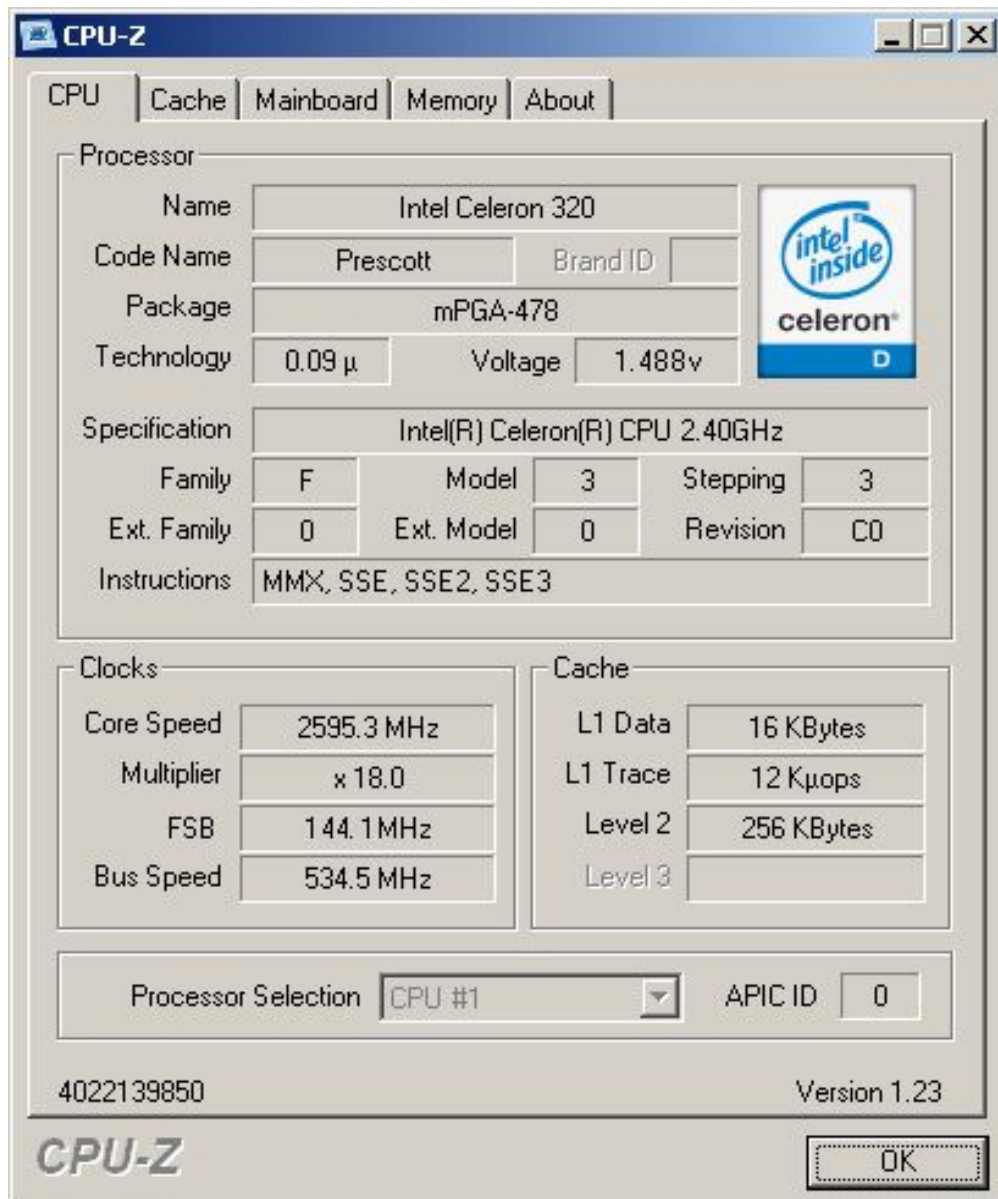 CPU-Z
CPU Cache Mainboard Memory About
Processor
Name Intel Celeron 320
Code Name Prescott Brand ID
Package mPGA-478
Technology 0.09 µ Voltage 1.488v
intel inside
celeron
D
Specification Intel(R) Celeron(R) CPU 2.40GHz
Family F Model 3 Stepping 3
Ext. Family 0 Ext. Model 0 Revision C0
Instructions MMX, SSE, SSE2, SSE3
Clocks
Core Speed 2595.3 MHz
Multiplier x 18.0
FSB 144.1MHz
Bus Speed 534.5 MHz
Cache
L1 Data 16 KBytes
L1 Trace 12 Kµops
Level 2 256 KBytes
Level 3
Processor Selection CPU #1 APIC ID 0
4022139850 Version 1.23
CPU-Z OK